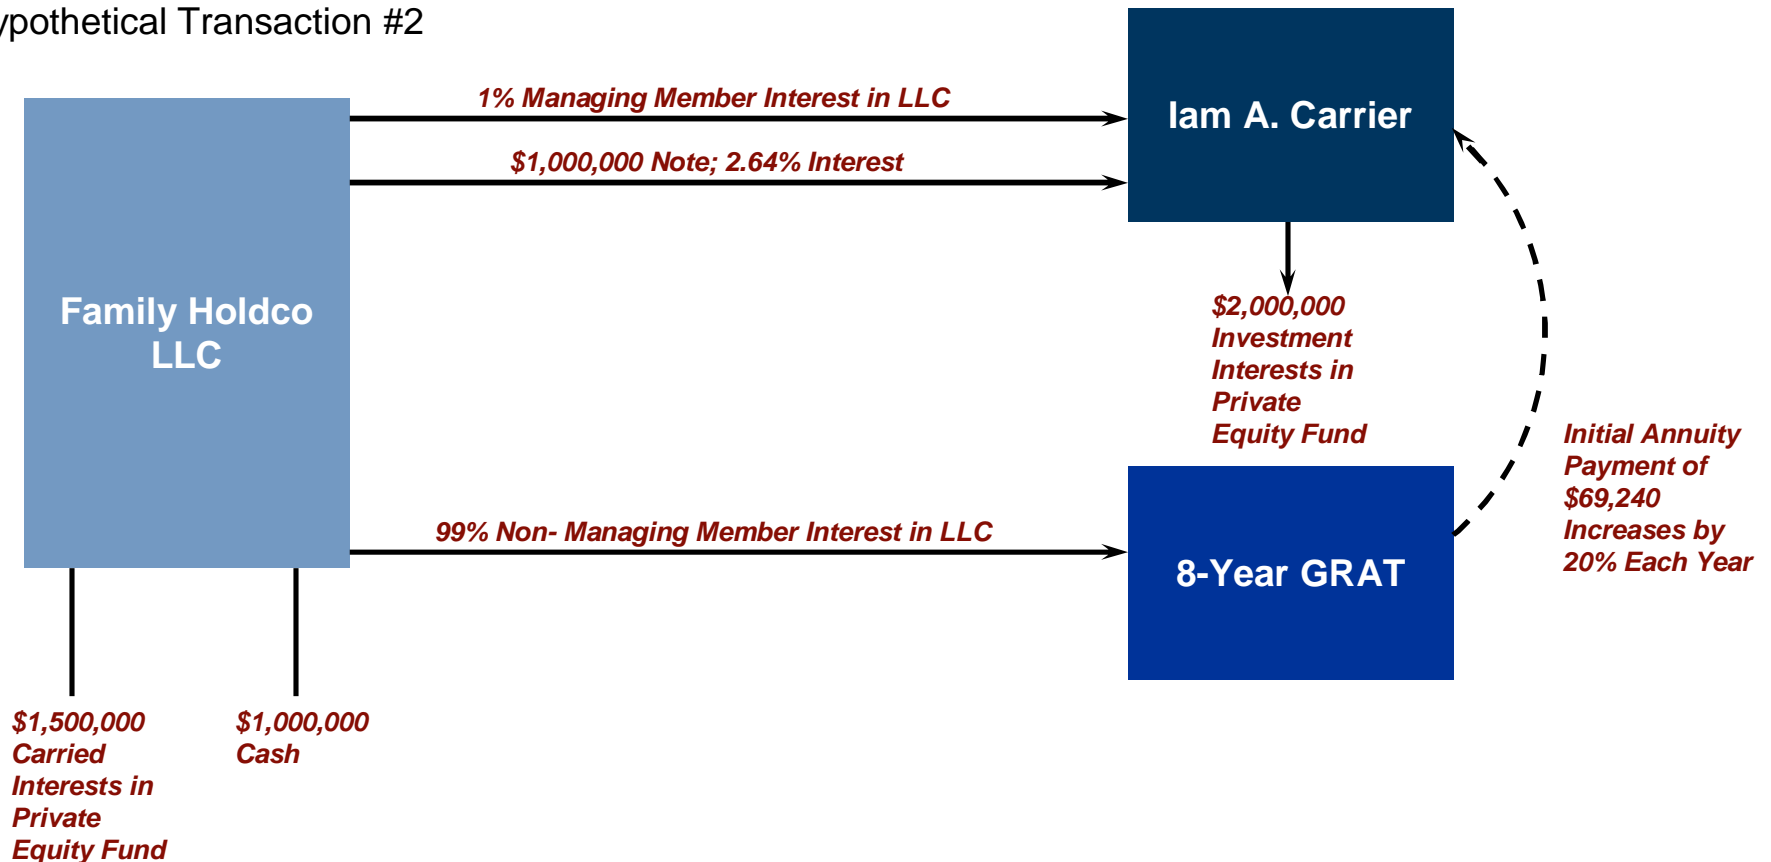 ypothetical Transaction #2
1% Managing Member Interest in LLC
Iam A. Carrier
$1,000,000 Note; 2.64% Interest
Family Holdco
LLC
$2,000,000
Investment
Interests in
Private
Equity Fund
Initial Annuity
Payment of
$69,240
Increases by
20% Each Year
99% Non- Managing Member Interest in LLC
8-Year GRAT
$1,500,000
Carried
Interests in
Private
Equity Fund
$1,000,000
Cash